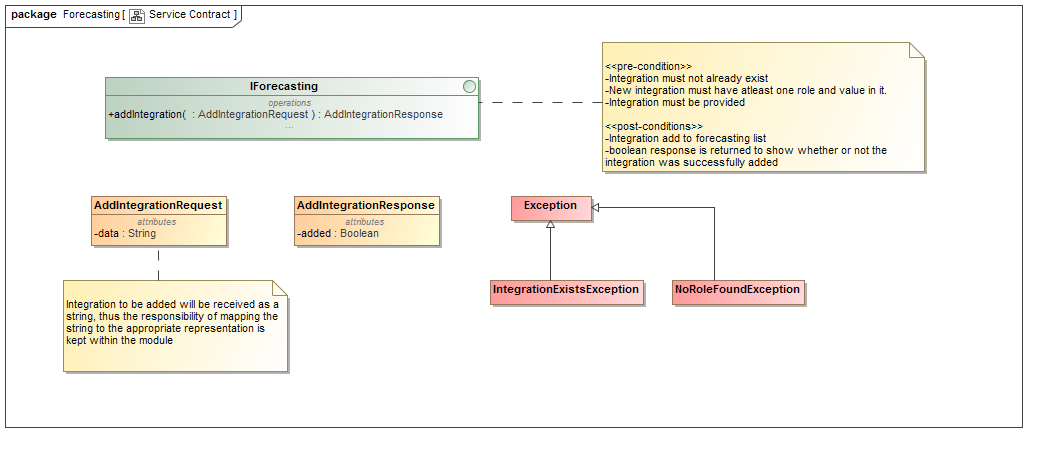 package Forecasting [ Service Contract ]
IForecasting
operations
+addIntegration( : AddIntegrationRequest ) : AddIntegrationResponse
...
<<pre-condition>>
-Integration must not already exist
-New integration must have atleast one role and value in it.
-Integration must be provided
<<post-conditions>>
-Integration add to forecasting list
-boolean response is returned to show whether or not the
integration was successfully added
AddIntegrationRequest
attributes
-data : String
AddIntegrationResponse
attributes
-added : Boolean
Exception
Integration to be added will be received as a
string, thus the responsibility of mapping the
string to the appropriate representation is
kept within the module
IntegrationExistsException
NoRoleFoundException